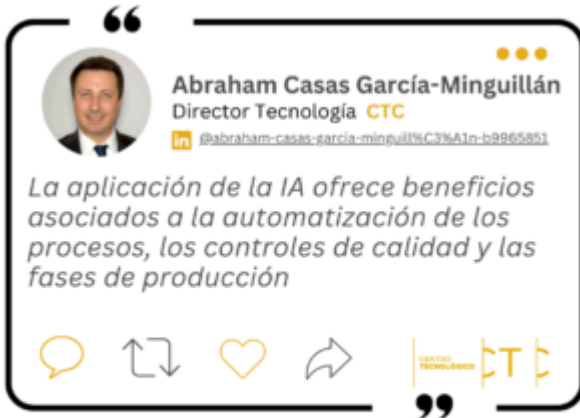 “
Abraham Casas García-Minguillán
Director Tecnología CTC
in @abraham-casas-garcia-minguill%C3%A1n-b9965851
La aplicación de la IA ofrece beneficios
asociados a la automatización de los
procesos, los controles de calidad y las
fases de producción
CENTRO
TECNOLÓGICO
CTC
”